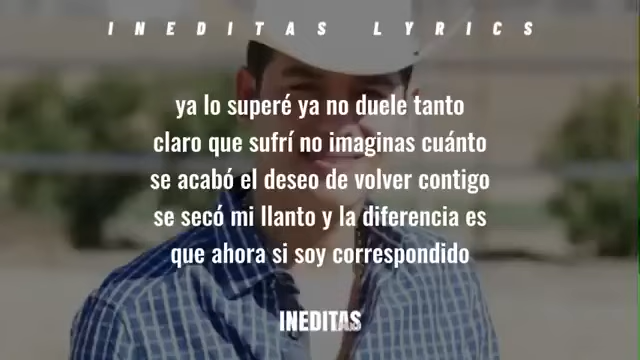 INEDITAS LYRICS
ya lo superé ya no duele tanto
claro que sufrí no imaginas cuánto
se acabó el deseo de volver contigo
se secó mi llanto y la diferencia es
que ahora si soy correspondido
INEDITAS